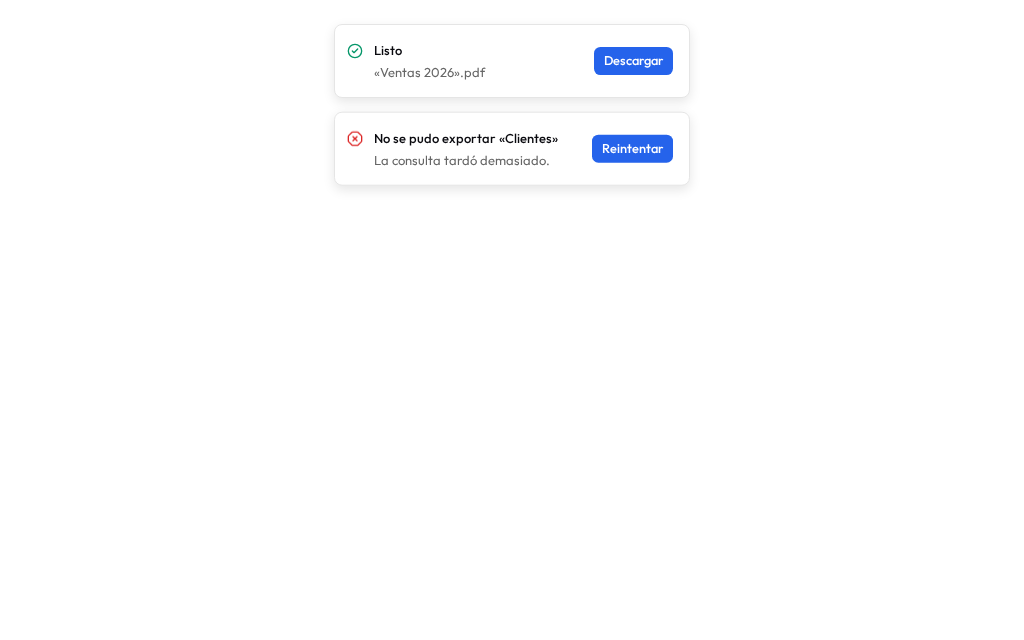 Listo
«Ventas 2026».pdf
Descargar
No se pudo exportar «Clientes»
La consulta tardó demasiado.
Reintentar